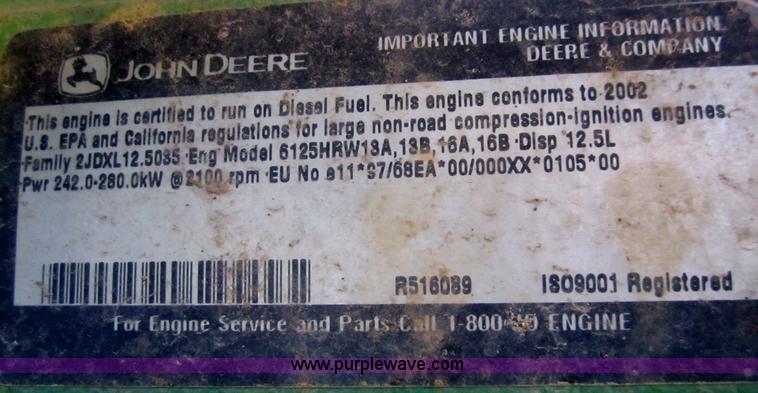 JOHN DEERE
IMPORTANT ENGINE INFORMATION
DEERE & COMPANY
This engine is certified to run on Diesel Fuel. This engine conforms to 2002
U.S. EPA and California regulations for large non-road compression-ignition engines.
Family 2JDXL12.5035 Eng Model 6125HRW13A,13B,16A,16B Disp 12.5L
Pwr 242.0-280.0kW @2100 rpm EU No e11*97/68EA*00/000XX*0105*00
R516089 ISO9001 Registered
For Engine Service and Parts Call 1-800 ENGINE
www.purplewave.com